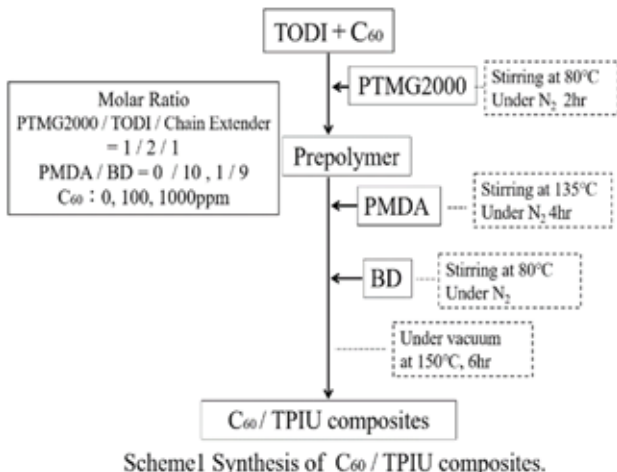 TODI + C₆₀
PTMG2000
Stirring at 80℃
Under N₂ 2hr
Molar Ratio
PTMG2000 / TODI / Chain Extender
= 1 / 2 / 1
PMDA / BD = 0 / 10 , 1 / 9
C₆₀ : 0, 100, 1000ppm
Prepolymer
PMDA
Stirring at 135℃
Under N₂ 4hr
BD
Stirring at 80℃
Under N₂
Under vacuum
at 150℃, 6hr
C₆₀ / TPIU composites
Scheme1 Synthesis of C₆₀ / TPIU composites.